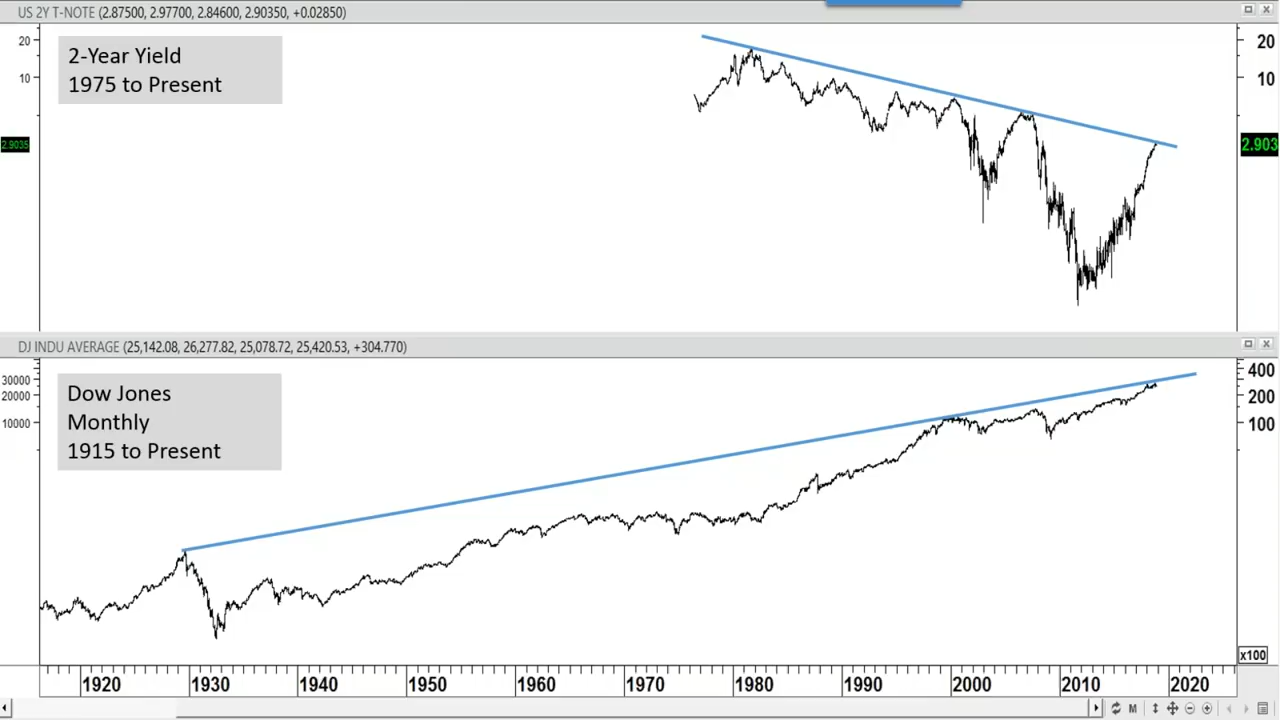 US 2Y T-NOTE (2.87500, 2.97700, 2.84600, 2.90350, +0.02850)
2-Year Yield
1975 to Present
20
10
2.9035
20
10
2.903
DJ INDU AVERAGE (25,142.08, 26,277.82, 25,078.72, 25,420.53, +304.770)
Dow Jones
Monthly
1915 to Present
30000
20000
10000
400
200
100
x100
1920 1930 1940 1950 1960 1970 1980 1990 2000 2010 2020
M